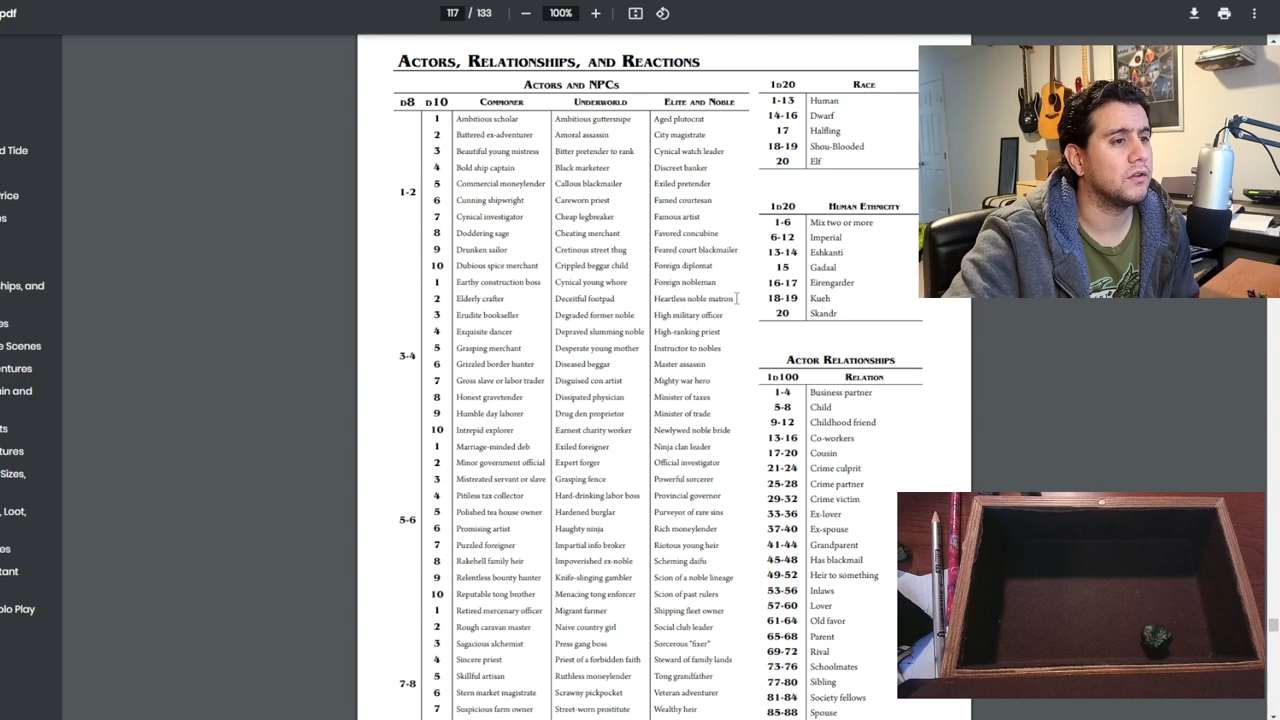 pdf
117 / 133
100%
d Tide
rice
s
hips, and
es
cenes
entures
in and
ts
tures
Sizes,
Loot,
es
tant
olo Play
ACTORS, RELATIONSHIPS, AND REACTIONS
ACTORS AND NPCS
D8 D10 COMMONER UNDERWORLD ELITE AND NOBLE
1-2
1 Ambitious scholar Ambitious guttersnipe Aged plutocrat
2 Battered ex-adventurer Amoral assassin City magistrate
3 Beautiful young mistress Bitter pretender to rank Cynical watch leader
4 Bold ship captain Black marketeer Discreet banker
5 Commercial moneylender Callous blackmailer Exiled pretender
6 Cunning shipwright Careworn priest Famed courtesan
7 Cynical investigator Cheap legbreaker Famous artist
8 Doddering sage Cheating merchant Favored concubine
9 Drunken sailor Cretinous street thug Feared court blackmailer
10 Dubious spice merchant Crippled beggar child Foreign diplomat
3-4
1 Earthy construction boss Cynical young whore Foreign nobleman
2 Elderly crafter Deceitful footpad Heartless noble matron
3 Erudite bookseller Degraded former noble High military officer
4 Exquisite dancer Depraved slumming noble High-ranking priest
5 Grasping merchant Desperate young mother Instructor to nobles
6 Grizzled border hunter Diseased beggar Master assassin
7 Gross slave or labor trader Disguised con artist Mighty war hero
8 Honest gravetender Dissipated physician Minister of taxes
9 Humble day laborer Drug den proprietor Minister of trade
10 Intrepid explorer Earnest charity worker Newlywed noble bride
5-6
1 Marriage-minded deb Exiled foreigner Ninja clan leader
2 Minor government official Expert forger Official investigator
3 Mistreated servant or slave Grasping fence Powerful sorcerer
4 Pitiless tax collector Hard-drinking labor boss Provincial governor
5 Polished tea house owner Hardened burglar Purveyor of rare sins
6 Promising artist Haughty ninja Rich moneylender
7 Puzzled foreigner Impartial info broker Riotous young heir
8 Rakehell family heir Impoverished ex-noble Scheming daifu
9 Relentless bounty hunter Knife-slinging gambler Scion of a noble lineage
10 Reputable tong brother Menacing tong enforcer Scion of past rulers
7-8
1 Retired mercenary officer Migrant farmer Shipping fleet owner
2 Rough caravan master Naive country girl Social club leader
3 Sagacious alchemist Press gang boss Sorcerous "fixer"
4 Sincere priest Priest of a forbidden faith Steward of family lands
5 Skillful artisan Ruthless moneylender Tong grandfather
6 Stern market magistrate Scrawny pickpocket Veteran adventurer
7 Suspicious farm owner Street-worn prostitute Wealthy heir
1D20 RACE
1-13 Human
14-16 Dwarf
17 Halfling
18-19 Shou-Blooded
20 Elf
1D20 HUMAN ETHNICITY
1-6 Mix two or more
6-12 Imperial
13-14 Eshkanti
15 Gadaal
16-17 Eirengarder
18-19 Kueh
20 Skandr
ACTOR RELATIONSHIPS
1D100 RELATION
1-4 Business partner
5-8 Child
9-12 Childhood friend
13-16 Co-workers
17-20 Cousin
21-24 Crime culprit
25-28 Crime partner
29-32 Crime victim
33-36 Ex-lover
37-40 Ex-spouse
41-44 Grandparent
45-48 Has blackmail
49-52 Heir to something
53-56 Inlaws
57-60 Lover
61-64 Old favor
65-68 Parent
69-72 Rival
73-76 Schoolmates
77-80 Sibling
81-84 Society fellows
85-88 Spouse